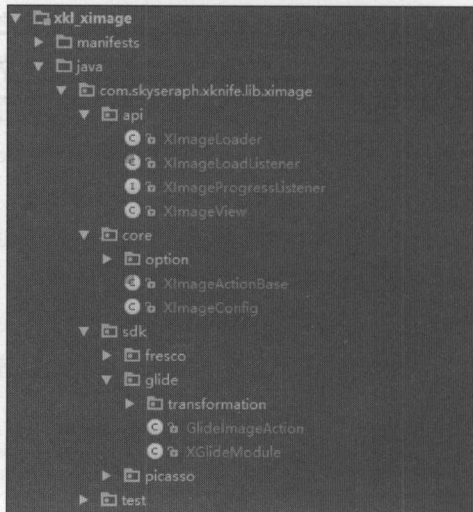 xkl_ximage
manifests
java
com.skyseraph.xknife.lib.ximage
api
XImageLoader
XImageLoadListener
XImageProgressListener
XImageView
core
option
XImageActionBase
XImageConfig
sdk
fresco
glide
transformation
GlideImageAction
XGlideModule
picasso
test